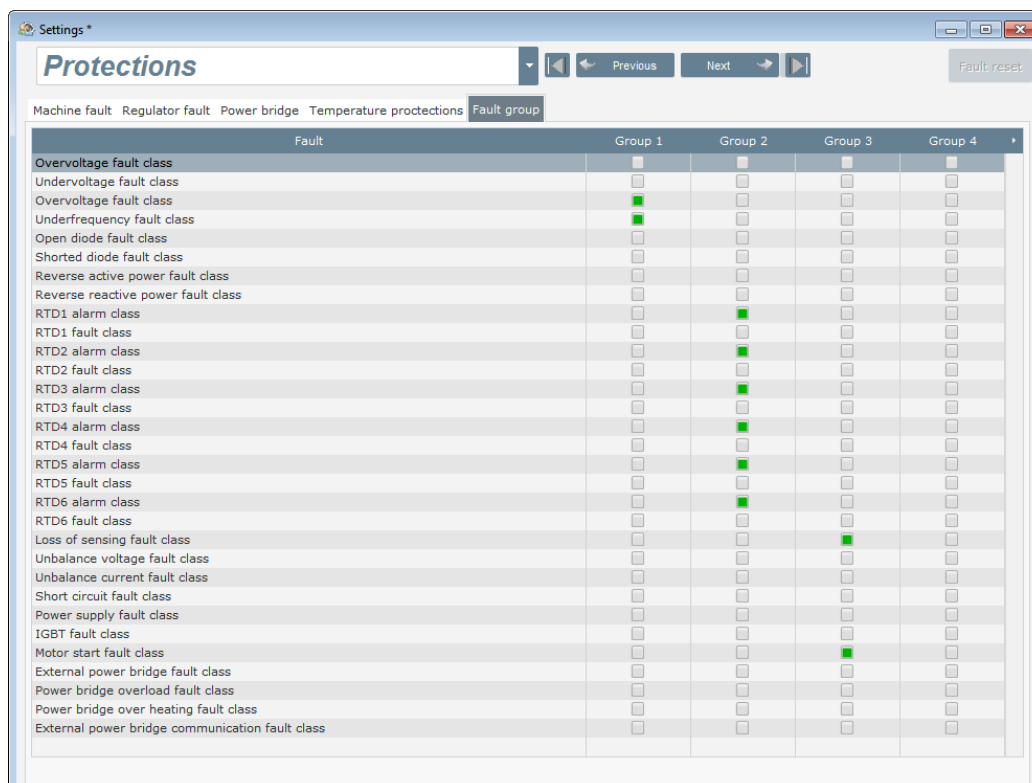 Settings *
Protections
Previous
Next
Fault reset
Machine fault Regulator fault Power bridge Temperature proctections Fault group
Fault Group 1 Group 2 Group 3 Group 4
Overvoltage fault class
Undervoltage fault class
Overvoltage fault class
Underfrequency fault class
Open diode fault class
Shorted diode fault class
Reverse active power fault class
Reverse reactive power fault class
RTD1 alarm class
RTD1 fault class
RTD2 alarm class
RTD2 fault class
RTD3 alarm class
RTD3 fault class
RTD4 alarm class
RTD4 fault class
RTD5 alarm class
RTD5 fault class
RTD6 alarm class
RTD6 fault class
Loss of sensing fault class
Unbalance voltage fault class
Unbalance current fault class
Short circuit fault class
Power supply fault class
IGBT fault class
Motor start fault class
External power bridge fault class
Power bridge overload fault class
Power bridge over heating fault class
External power bridge communication fault class